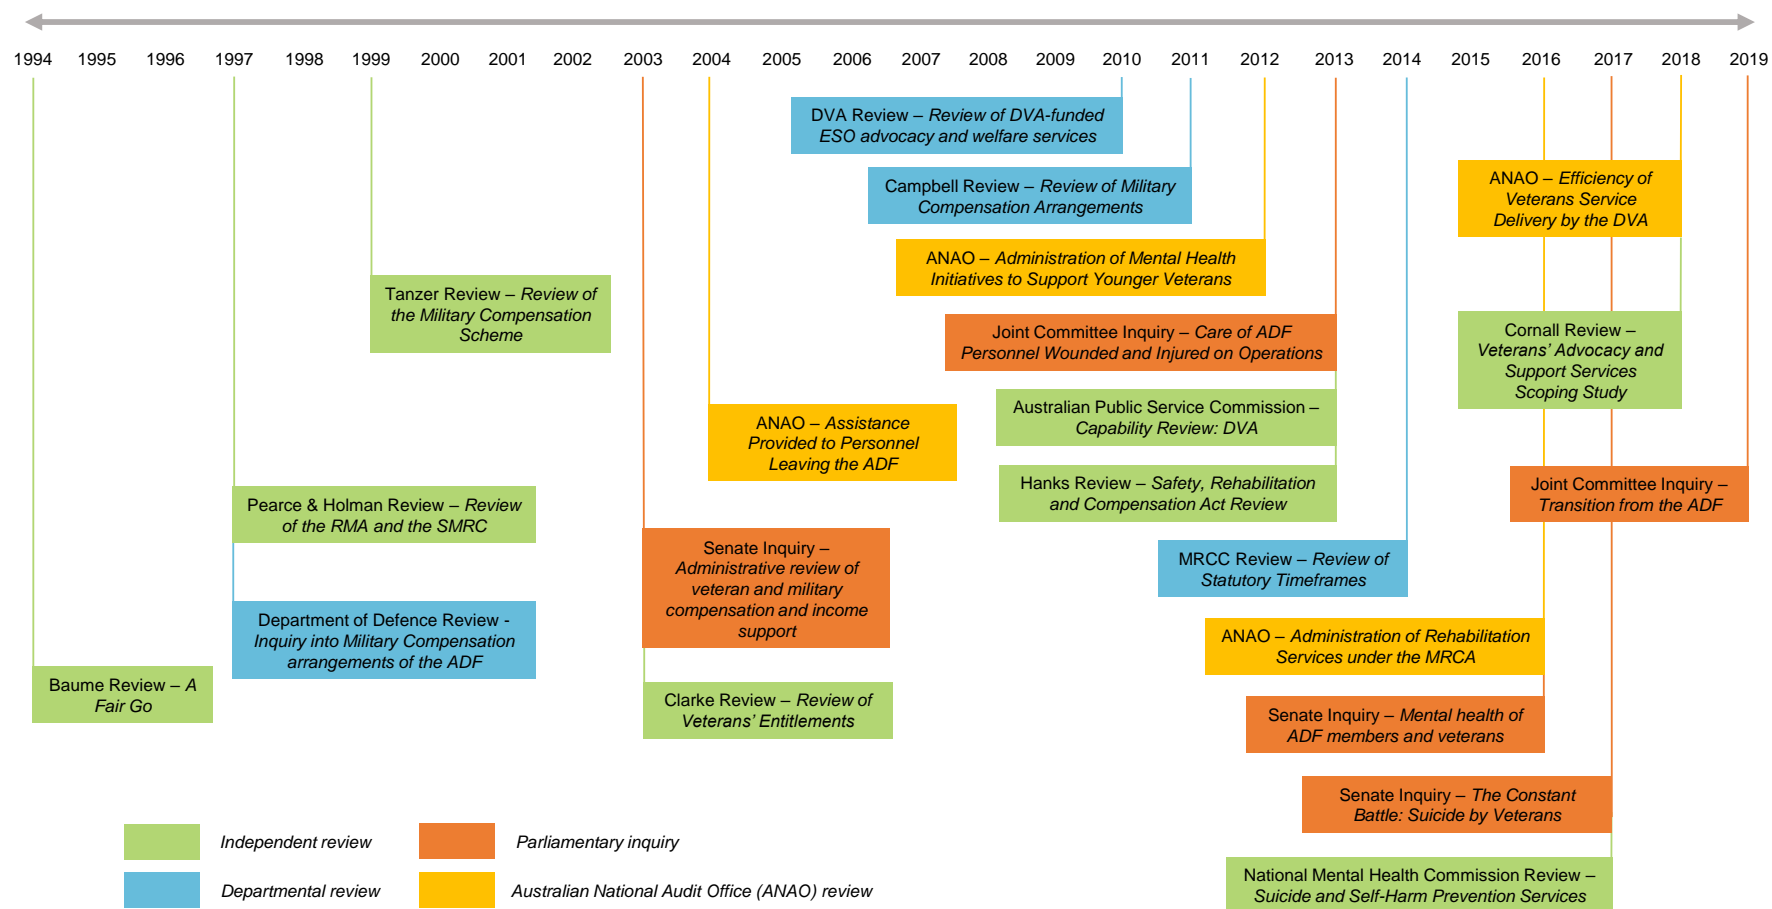 1994 1995 1996 1997 1998 1999 2000 2001 2002 2003 2004 2005 2006 2007 2008 2009 2010 2011 2012 2013 2014 2015 2016 2017 2018 2019
DVA Review – Review of DVA-funded
ESO advocacy and welfare services
Campbell Review – Review of Military
Compensation Arrangements
ANAO – Efficiency of
Veterans Service
Delivery by the DVA
ANAO – Administration of Mental Health
Initiatives to Support Younger Veterans
Tanzer Review – Review of
the Military Compensation
Scheme
Joint Committee Inquiry – Care of ADF
Personnel Wounded and Injured on Operations
Cornall Review –
Veterans’ Advocacy and
Support Services
Scoping Study
ANAO – Assistance
Provided to Personnel
Leaving the ADF
Australian Public Service Commission –
Capability Review: DVA
Pearce & Holman Review – Review
of the RMA and the SMRC
Hanks Review – Safety, Rehabilitation
and Compensation Act Review
Joint Committee Inquiry –
Transition from the ADF
Senate Inquiry –
Administrative review of
veteran and military
compensation and income
support
MRCC Review – Review of
Statutory Timeframes
Department of Defence Review -
Inquiry into Military Compensation
arrangements of the ADF
ANAO – Administration of Rehabilitation
Services under the MRCA
Baume Review – A
Fair Go
Clarke Review – Review of
Veterans’ Entitlements
Senate Inquiry – Mental health of
ADF members and veterans
Senate Inquiry – The Constant
Battle: Suicide by Veterans
National Mental Health Commission Review –
Suicide and Self-Harm Prevention Services
Independent review
Parliamentary inquiry
Departmental review
Australian National Audit Office (ANAO) review